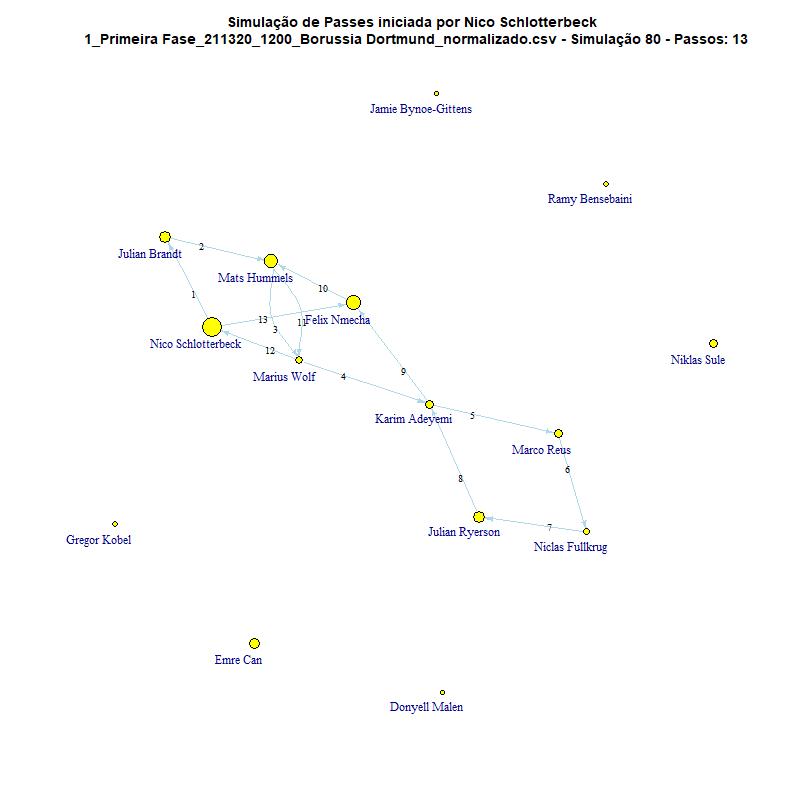 Simulação de Passes iniciada por Nico Schlotterbeck
1_Primeira Fase_211320_1200_Borussia Dortmund_normalizado.csv - Simulação 80 - Passos: 13
Jamie Bynoe-Gittens
Ramy Bensebaini
2
Julian Brandt
Mats Hummels
10
1
13
Felix Nmecha
11
3
Nico Schlotterbeck
12
Niklas Sule
Marius Wolf
4
9
5
Karim Adeyemi
Marco Reus
6
8
7
Julian Ryerson
Gregor Kobel
Niclas Fullkrug
Emre Can
Donyell Malen